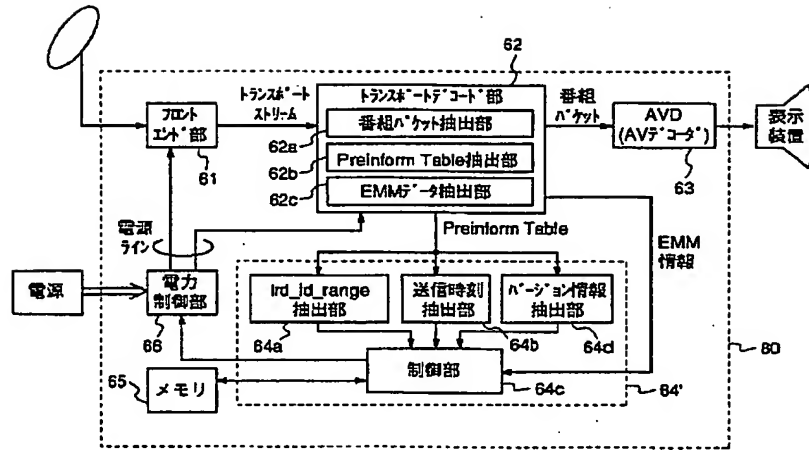 62
トランスポート
ストリーム
トランスポートデコード部
番組
パケット
フロント
エンド部
番組パケット抽出部
AVD
(AVデコーダ)
表示
装置
61
62a
Preinform Table抽出部
63
62b
EMMデータ抽出部
62c
電源
ライン
Preinform Table
EMM
情報
電源
電力
制御部
ird_id_range
抽出部
送信時刻
抽出部
バージョン情報
抽出部
66
64a
64b
64d
60
制御部
65
メモリ
64c
64'